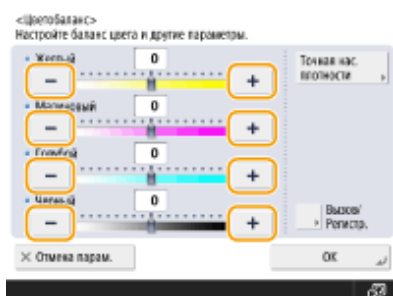 <Цветобаланс>
Настройте баланс цвета и другие параметры.
Желтый
0
Точная нас.
плотности
− +
Малиновый
0
− +
Голубой
0
− +
Черный
0
− +
Вызов/
Регистр.
× Отмена парам.
OK